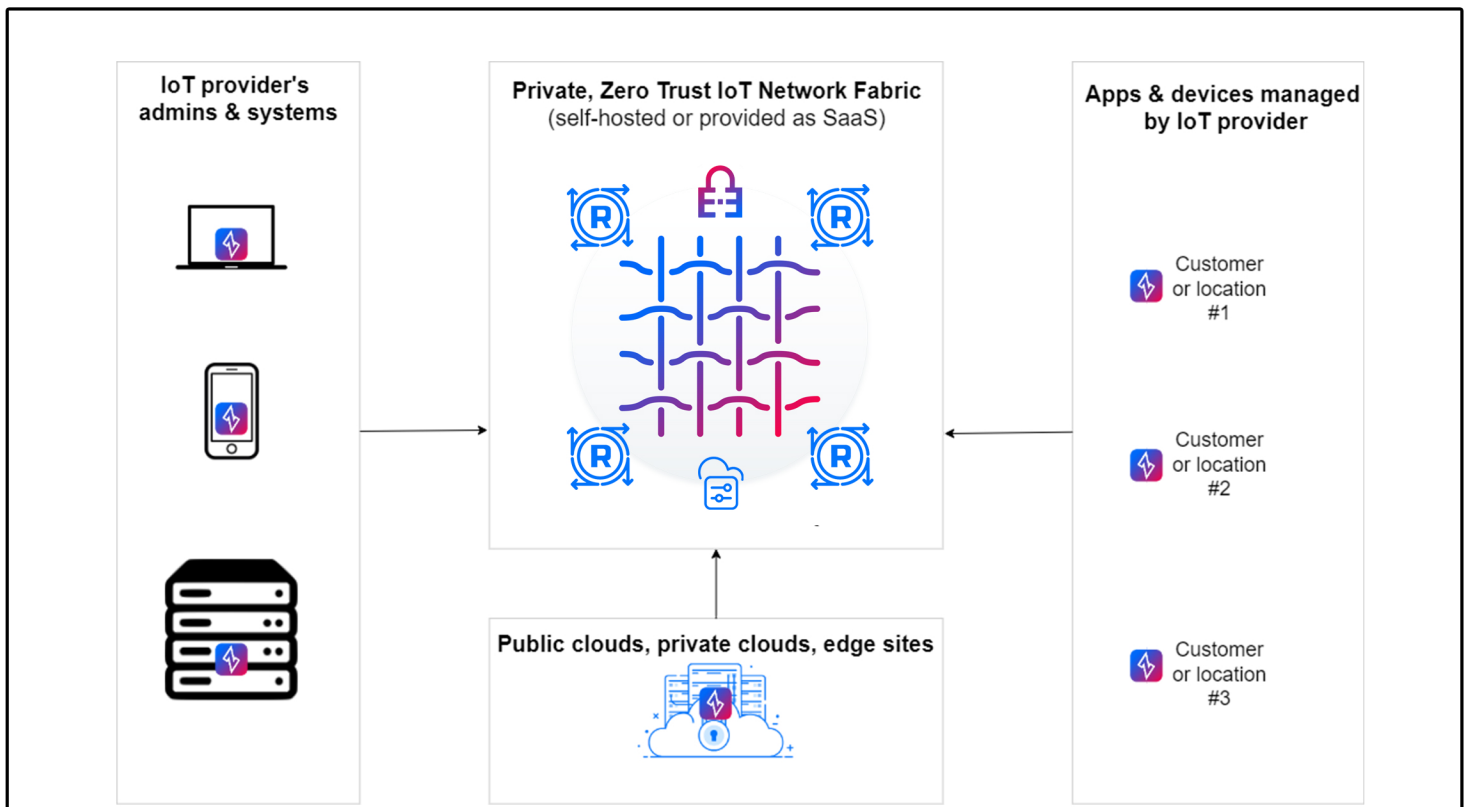 IoT provider's
admins & systems
Private, Zero Trust IoT Network Fabric
(self-hosted or provided as SaaS)
R
R
R
R
Public clouds, private clouds, edge sites
Apps & devices managed
by IoT provider
Customer
or location
#1
Customer
or location
#2
Customer
or location
#3